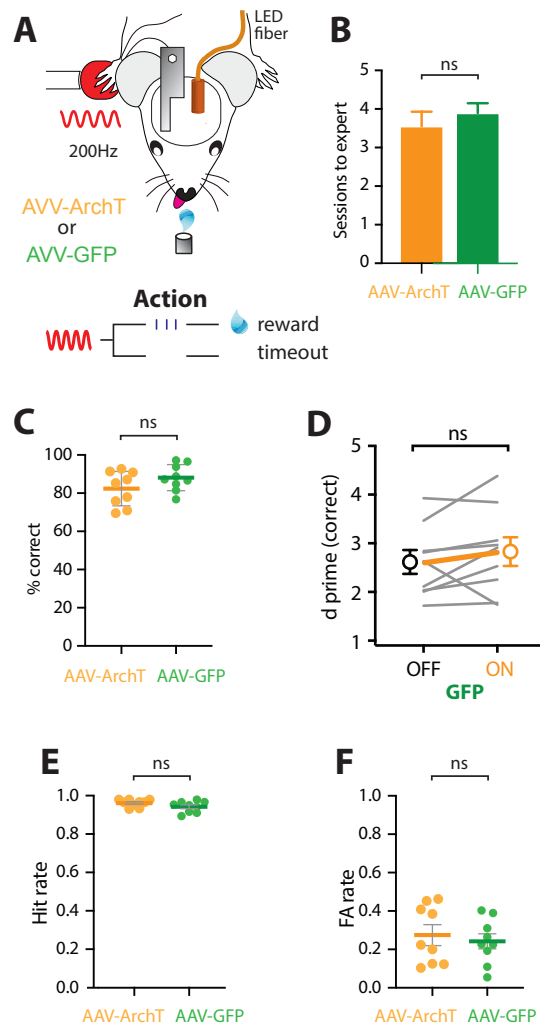 A
LED
fiber
200Hz
AVV-ArchT
or
AVV-GFP
Action
reward
timeout
B
ns
Sessions to expert
5
4
3
2
1
0
AAV-ArchT
AAV-GFP
C
ns
% correct
100
80
60
40
20
0
AAV-ArchT
AAV-GFP
D
ns
d prime (correct)
5
4
3
2
1
OFF
ON
GFP
E
ns
Hit rate
1.0
0.8
0.6
0.4
0.2
0.0
AAV-ArchT
AAV-GFP
F
ns
FA rate
1.0
0.8
0.6
0.4
0.2
0.0
AAV-ArchT
AAV-GFP